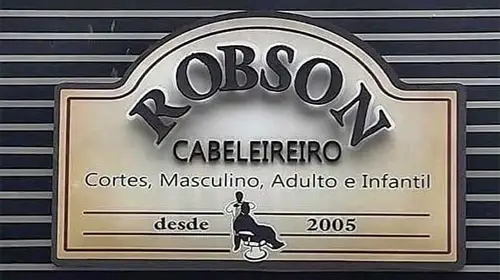 ROBSON
CABELEIREIRO
Cortes, Masculino, Adulto e Infantil
desde 2005